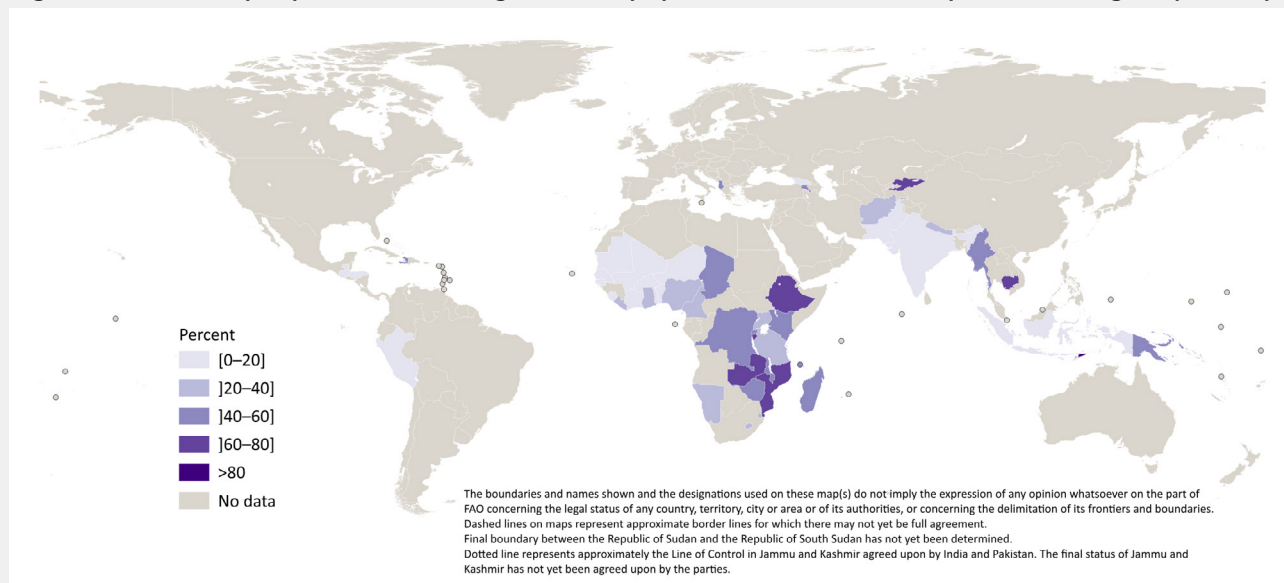 Percent
[0–20]
]20–40]
]40–60]
]60–80]
>80
No data
The boundaries and names shown and the designations used on these map(s) do not imply the expression of any opinion whatsoever on the part of
FAO concerning the legal status of any country, territory, city or area or of its authorities, or concerning the delimitation of its frontiers and boundaries.
Dashed lines on maps represent approximate border lines for which there may not yet be full agreement.
Final boundary between the Republic of Sudan and the Republic of South Sudan has not yet been determined.
Dotted line represents approximately the Line of Control in Jammu and Kashmir agreed upon by India and Pakistan. The final status of Jammu and
Kashmir has not yet been agreed upon by the parties.